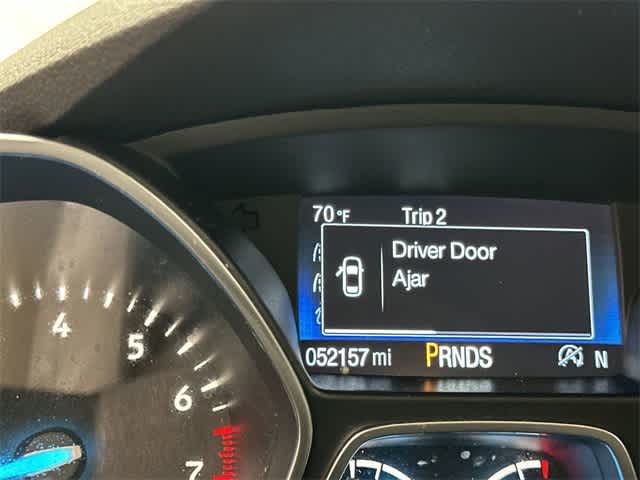 70°F Trip 2
Driver Door
Ajar
052157 mi PRNDS N
4
5
6
7